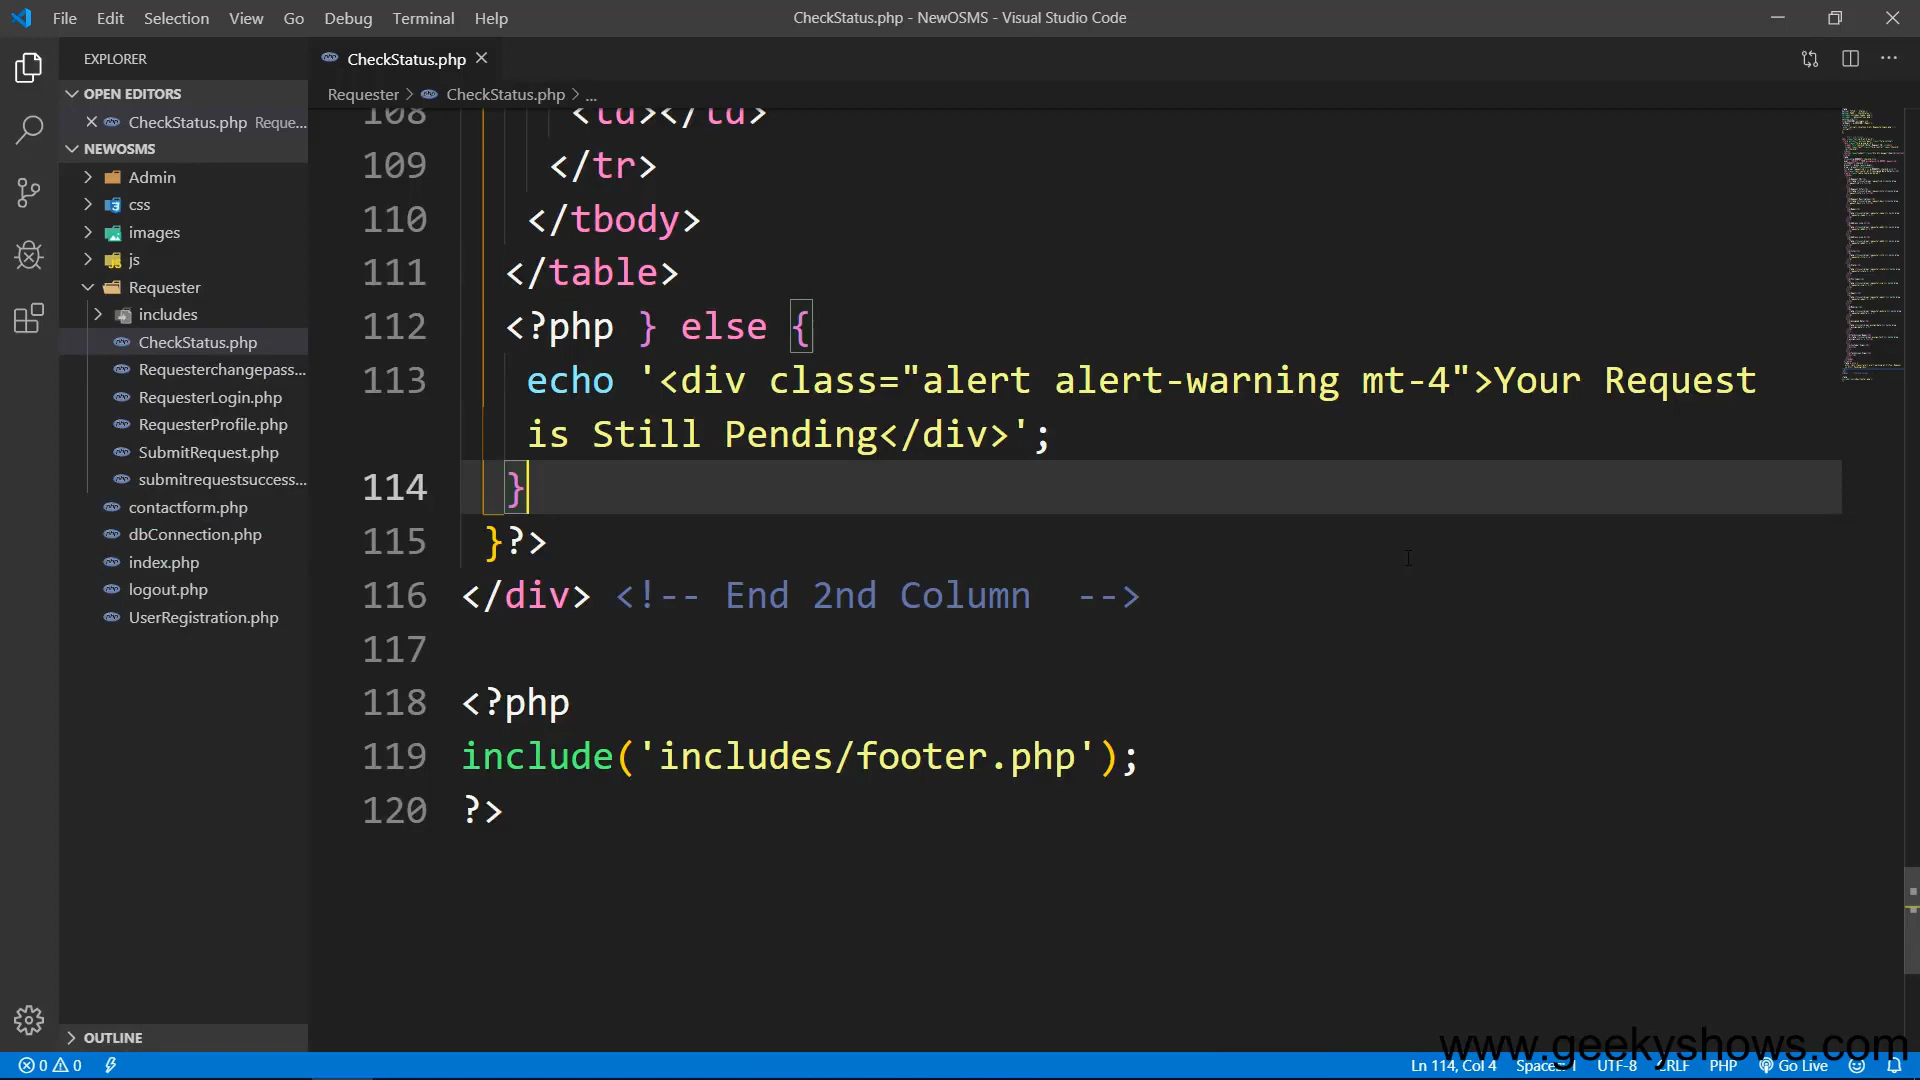 File Edit Selection View Go Debug Terminal Help
CheckStatus.php - NewOSMS - Visual Studio Code
EXPLORER
CheckStatus.php
OPEN EDITORS
Requester > CheckStatus.php > ...
CheckStatus.php Reque...
NEWOSMS
Admin
css
images
js
Requester
includes
CheckStatus.php
Requesterchangepass...
RequesterLogin.php
RequesterProfile.php
SubmitRequest.php
submitrequestsuccess...
contactform.php
dbConnection.php
index.php
logout.php
UserRegistration.php
OUTLINE
108 <td></td>
109 </tr>
110 </tbody>
111 </table>
112 <?php } else {
113 echo '<div class="alert alert-warning mt-4">Your Request
is Still Pending</div>';
114 }
115 }?>
116 </div> <!-- End 2nd Column  -->
117
118 <?php
119 include('includes/footer.php');
120 ?>
www.geekyshows.com
0 0
Ln 114, Col 4 UTF-8 CRLF PHP Go Live